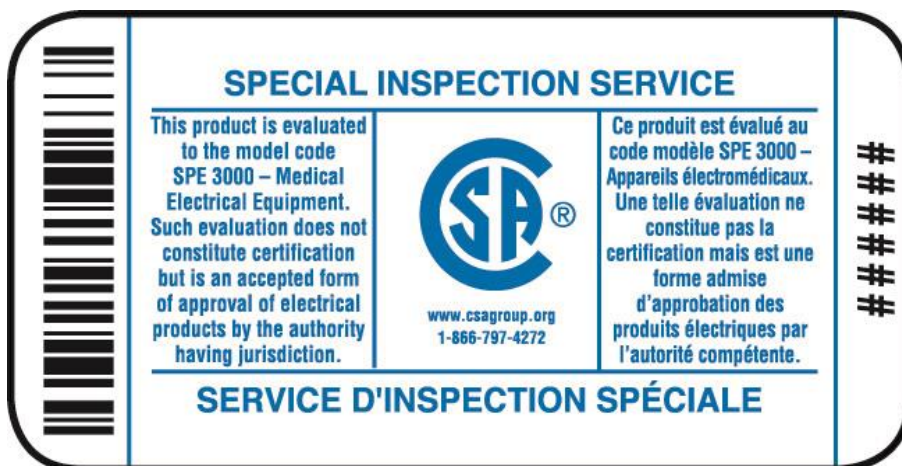 SPECIAL INSPECTION SERVICE
This product is evaluated
to the model code
SPE 3000 – Medical
Electrical Equipment.
Such evaluation does not
constitute certification
but is an accepted form
of approval of electrical
products by the authority
having jurisdiction.
CSA®
www.csagroup.org
1-866-797-4272
Ce produit est évalué au
code modèle SPE 3000 –
Appareils électromédicaux.
Une telle évaluation ne
constitue pas la
certification mais est une
forme admise
d'approbation des
produits électriques par
l'autorité compétente.
SERVICE D'INSPECTION SPÉCIALE
######